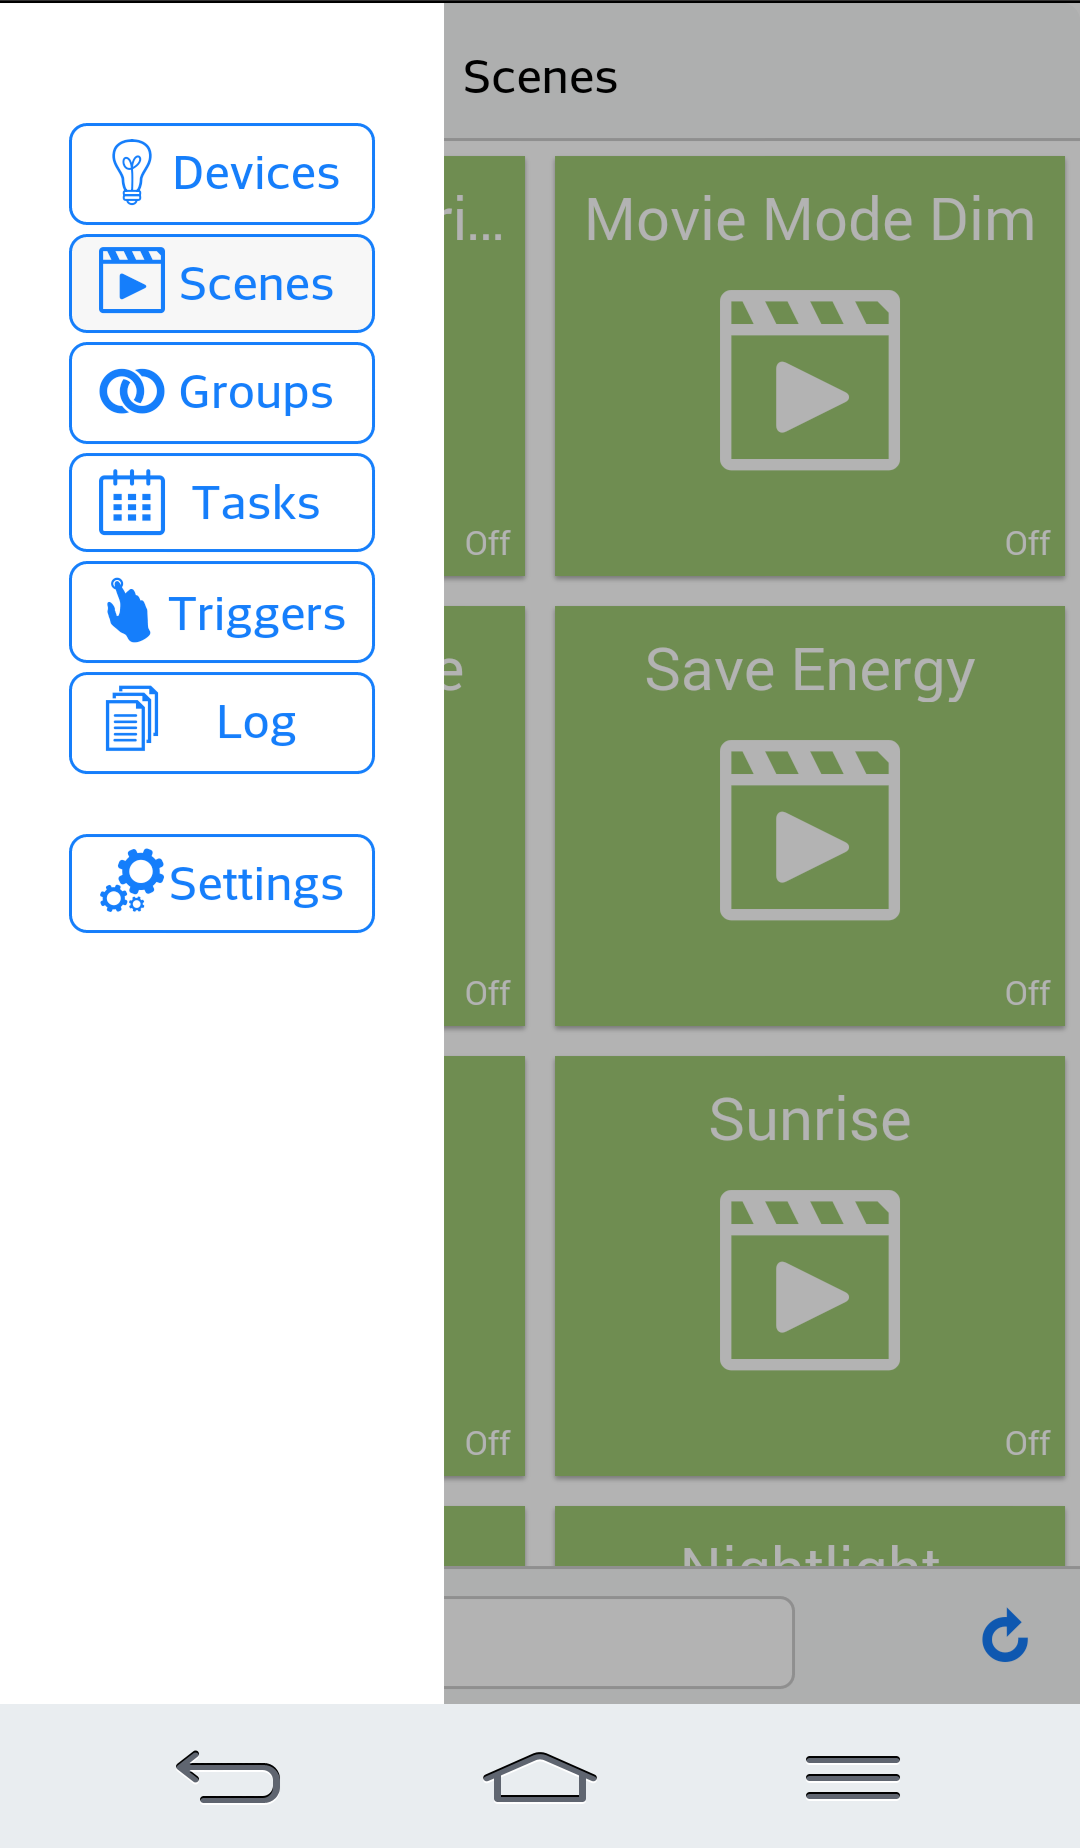 Scenes
Devices
Scenes
Groups
Tasks
Triggers
Log
Settings
Movie Mode Dim
Off
Off
Save Energy
Off
Off
Sunrise
Off
Off
Nightlight